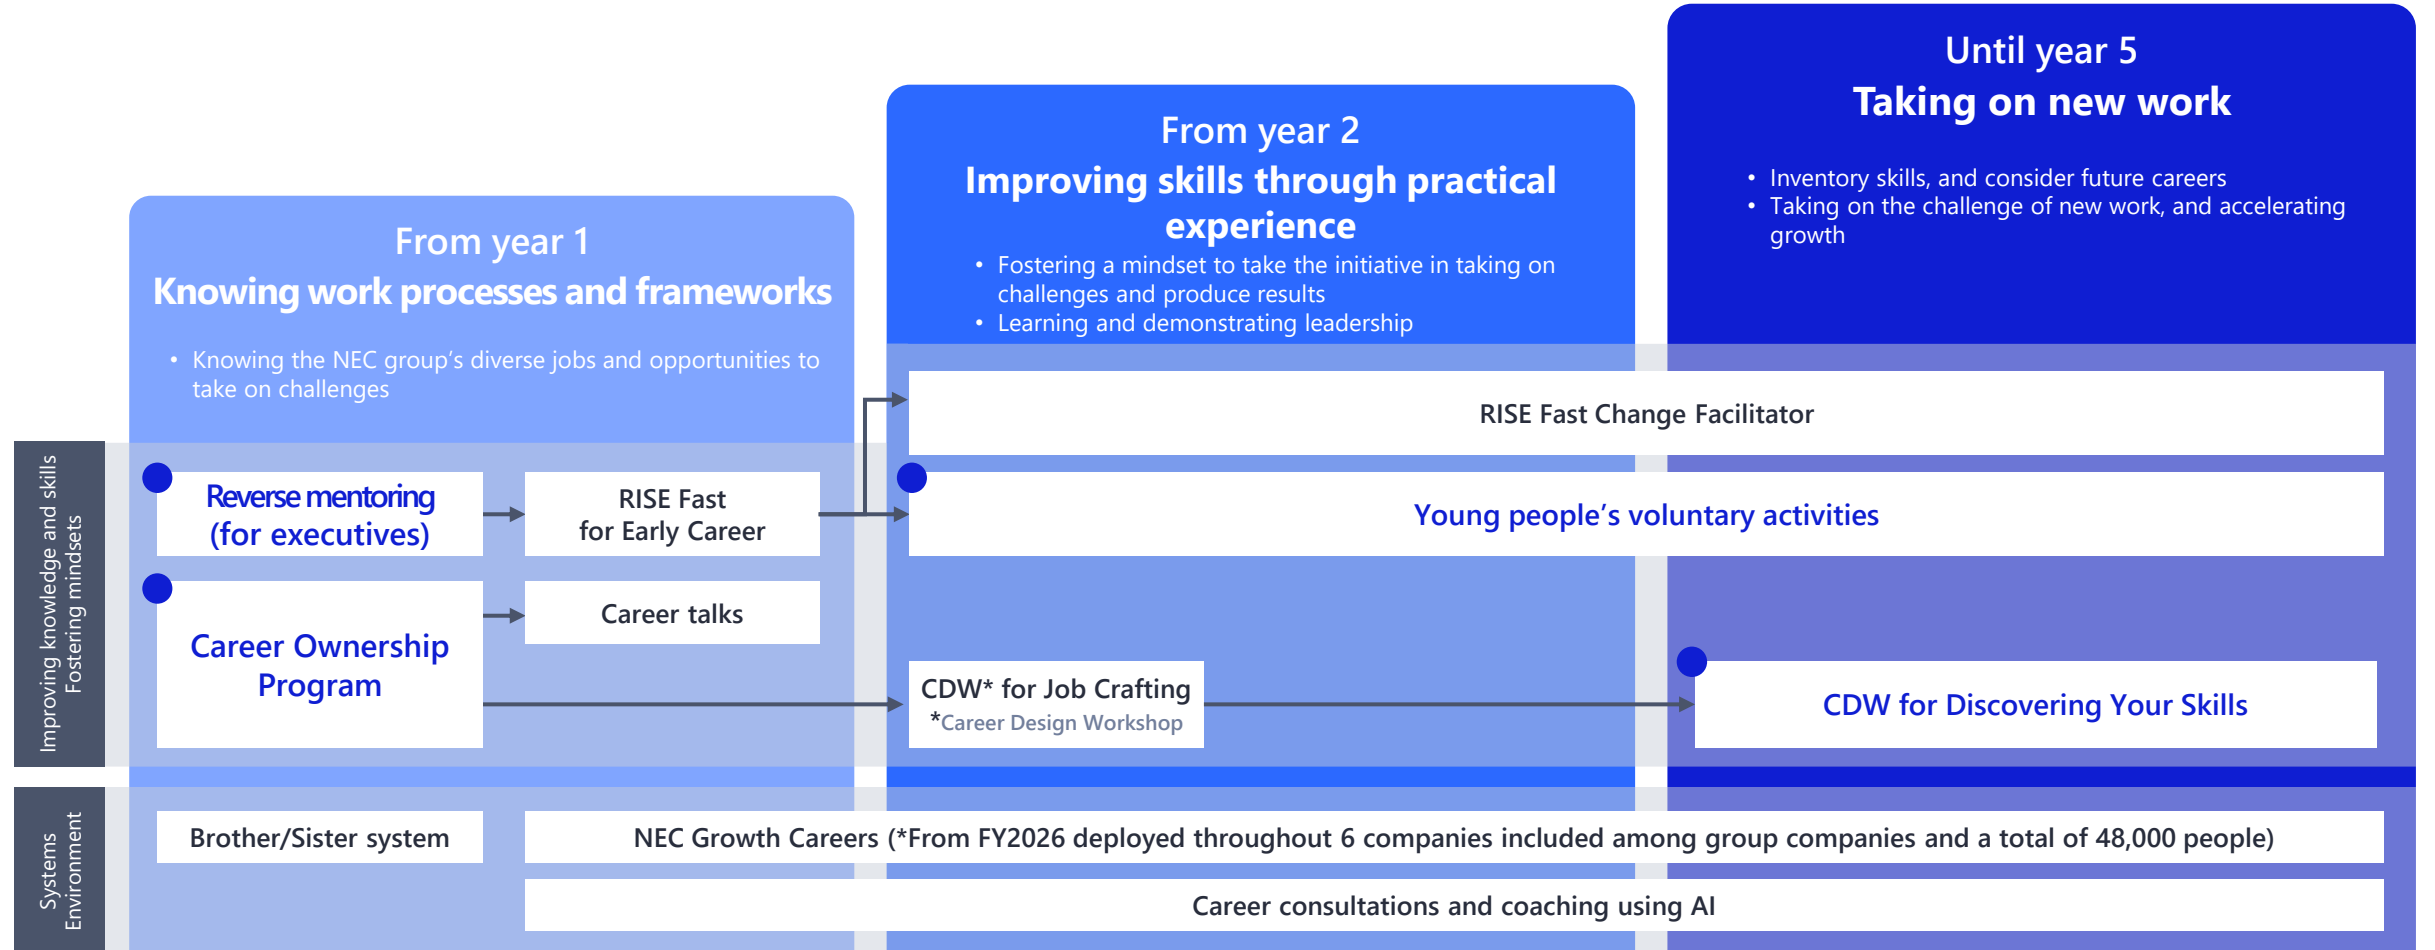 From year 1
Knowing work processes and frameworks
• Knowing the NEC group's diverse jobs and opportunities to
take on challenges
From year 2
Improving skills through practical
experience
• Fostering a mindset to take the initiative in taking on
challenges and produce results
• Learning and demonstrating leadership
Until year 5
Taking on new work
• Inventory skills, and consider future careers
• Taking on the challenge of new work, and accelerating
growth
Improving knowledge and skills
Fostering mindsets
RISE Fast Change Facilitator
Reverse mentoring
(for executives)
RISE Fast
for Early Career
Young people's voluntary activities
Career Ownership
Program
Career talks
CDW* for Job Crafting
*Career Design Workshop
CDW for Discovering Your Skills
Systems
Environment
Brother/Sister system
NEC Growth Careers (*From FY2026 deployed throughout 6 companies included among group companies and a total of 48,000 people)
Career consultations and coaching using AI